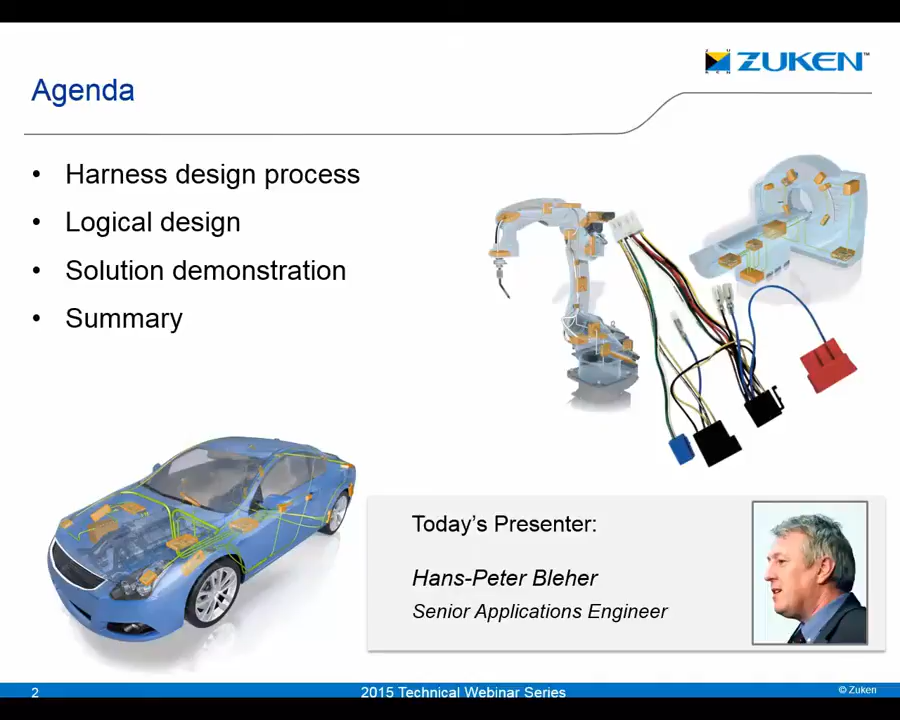 ZUKEN™
Agenda
• Harness design process
• Logical design
• Solution demonstration
• Summary
Today's Presenter:
Hans-Peter Bleher
Senior Applications Engineer
2
2015 Technical Webinar Series
© Zuken